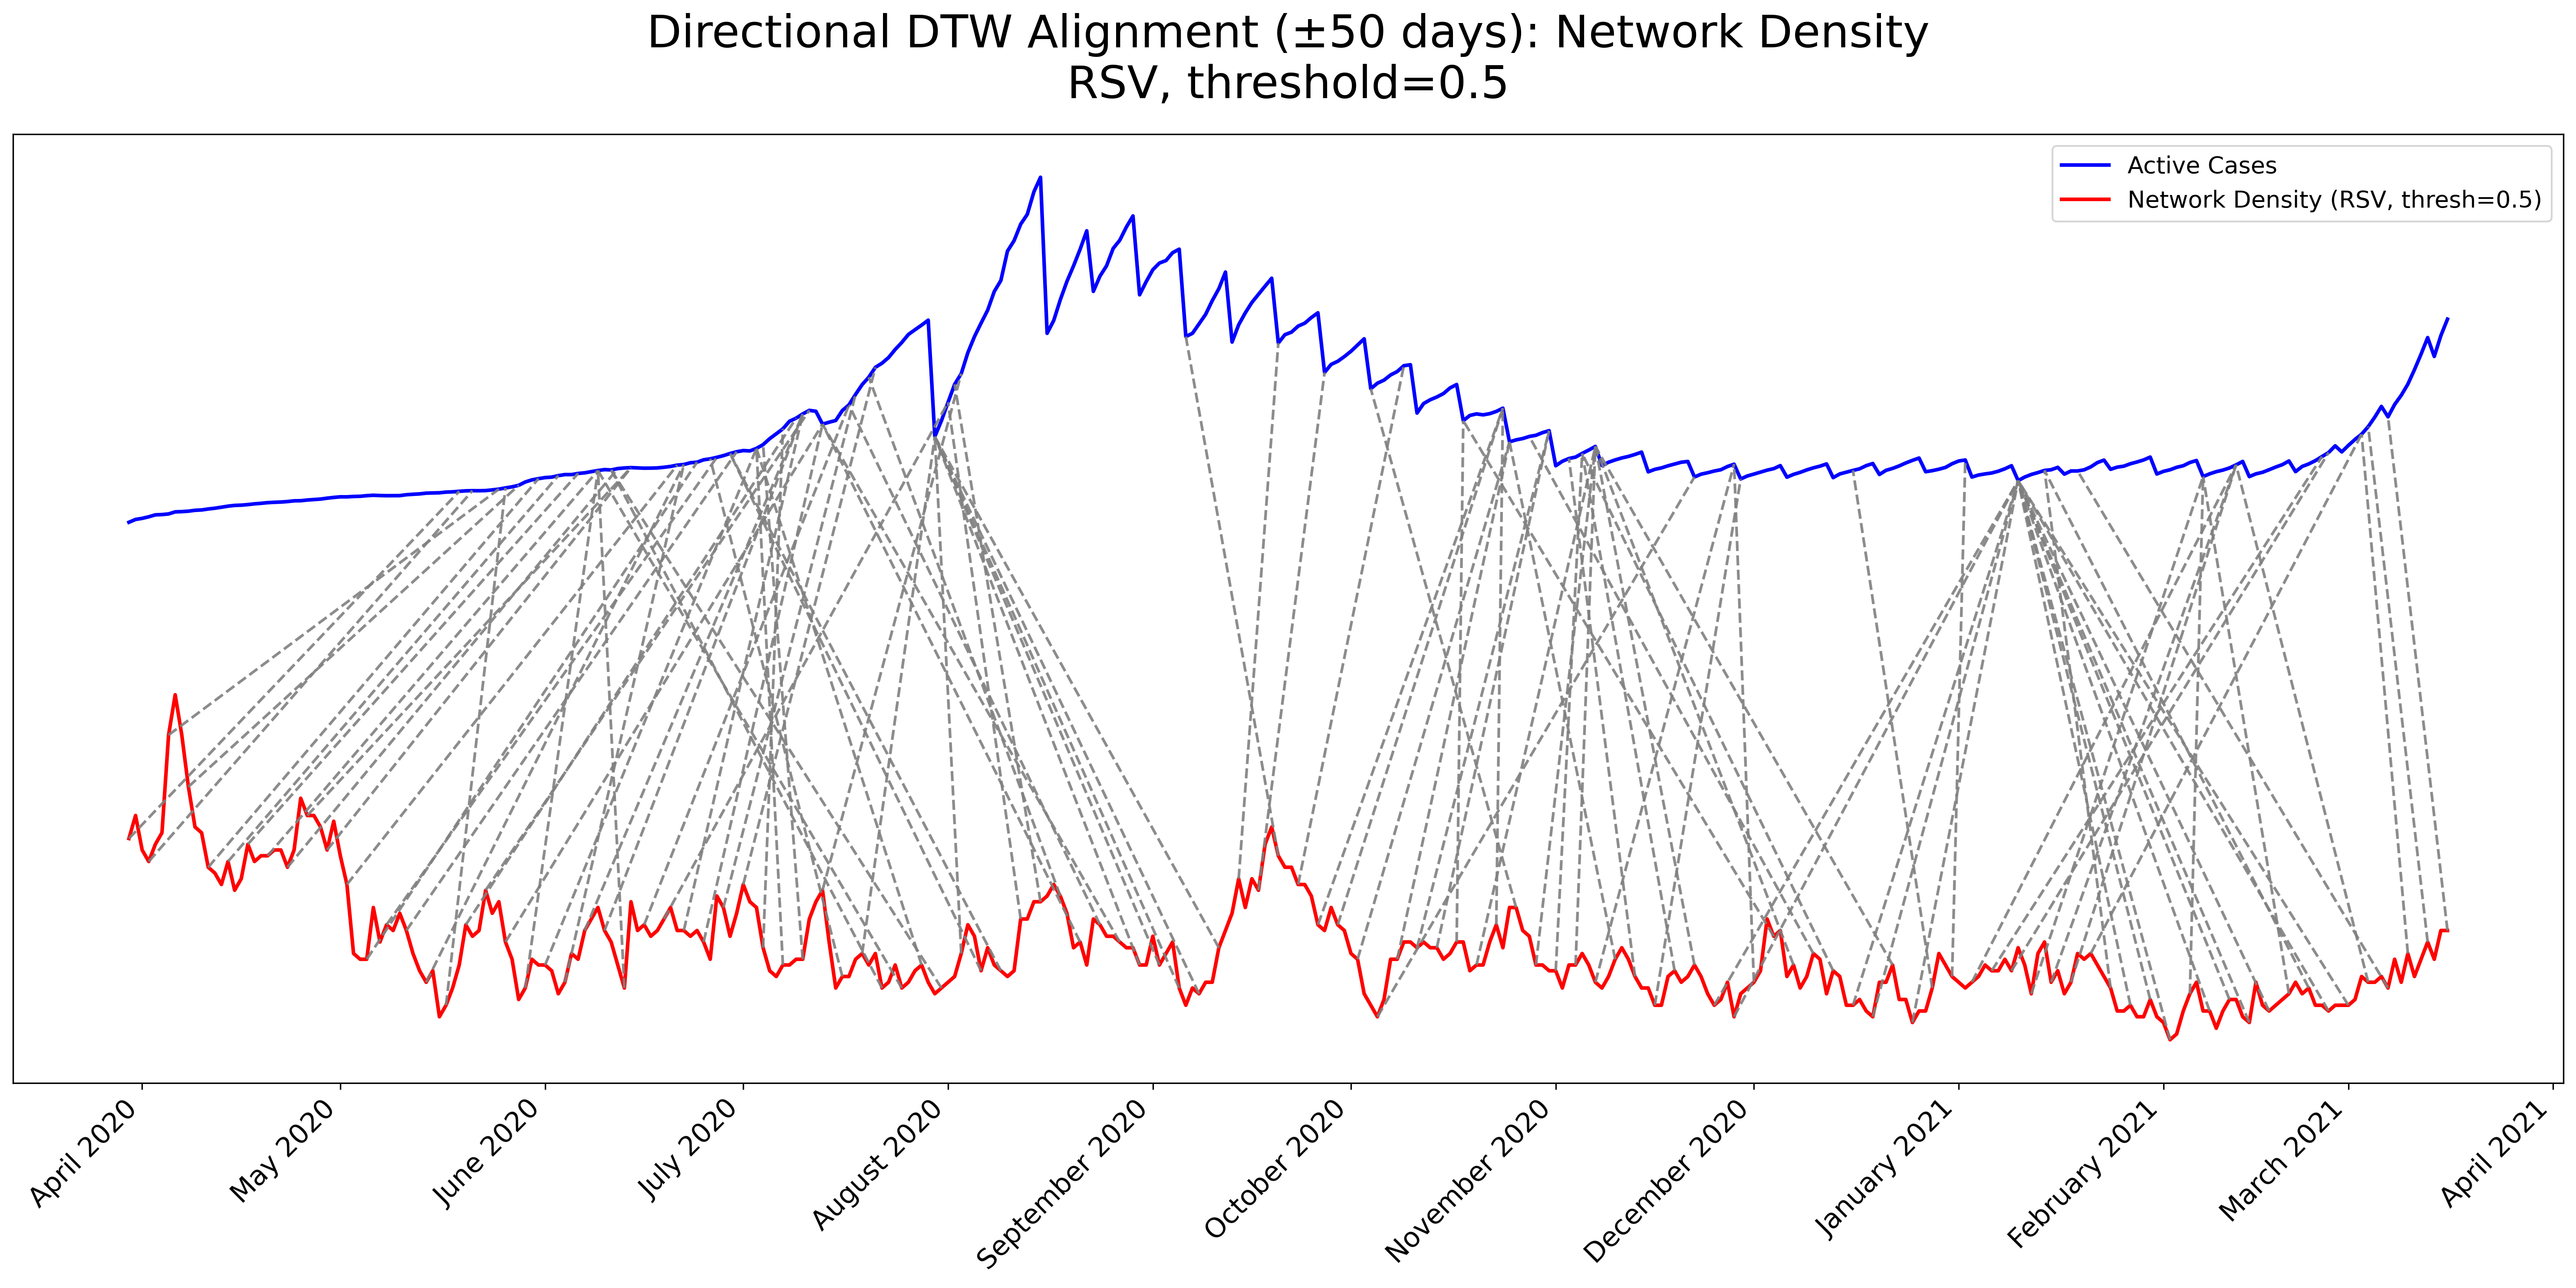 Directional DTW Alignment (±50 days): Network Density
RSV, threshold=0.5
Active Cases
Network Density (RSV, thresh=0.5)
April 2020
May 2020
June 2020
July 2020
August 2020
September 2020
October 2020
November 2020
December 2020
January 2021
February 2021
March 2021
April 2021